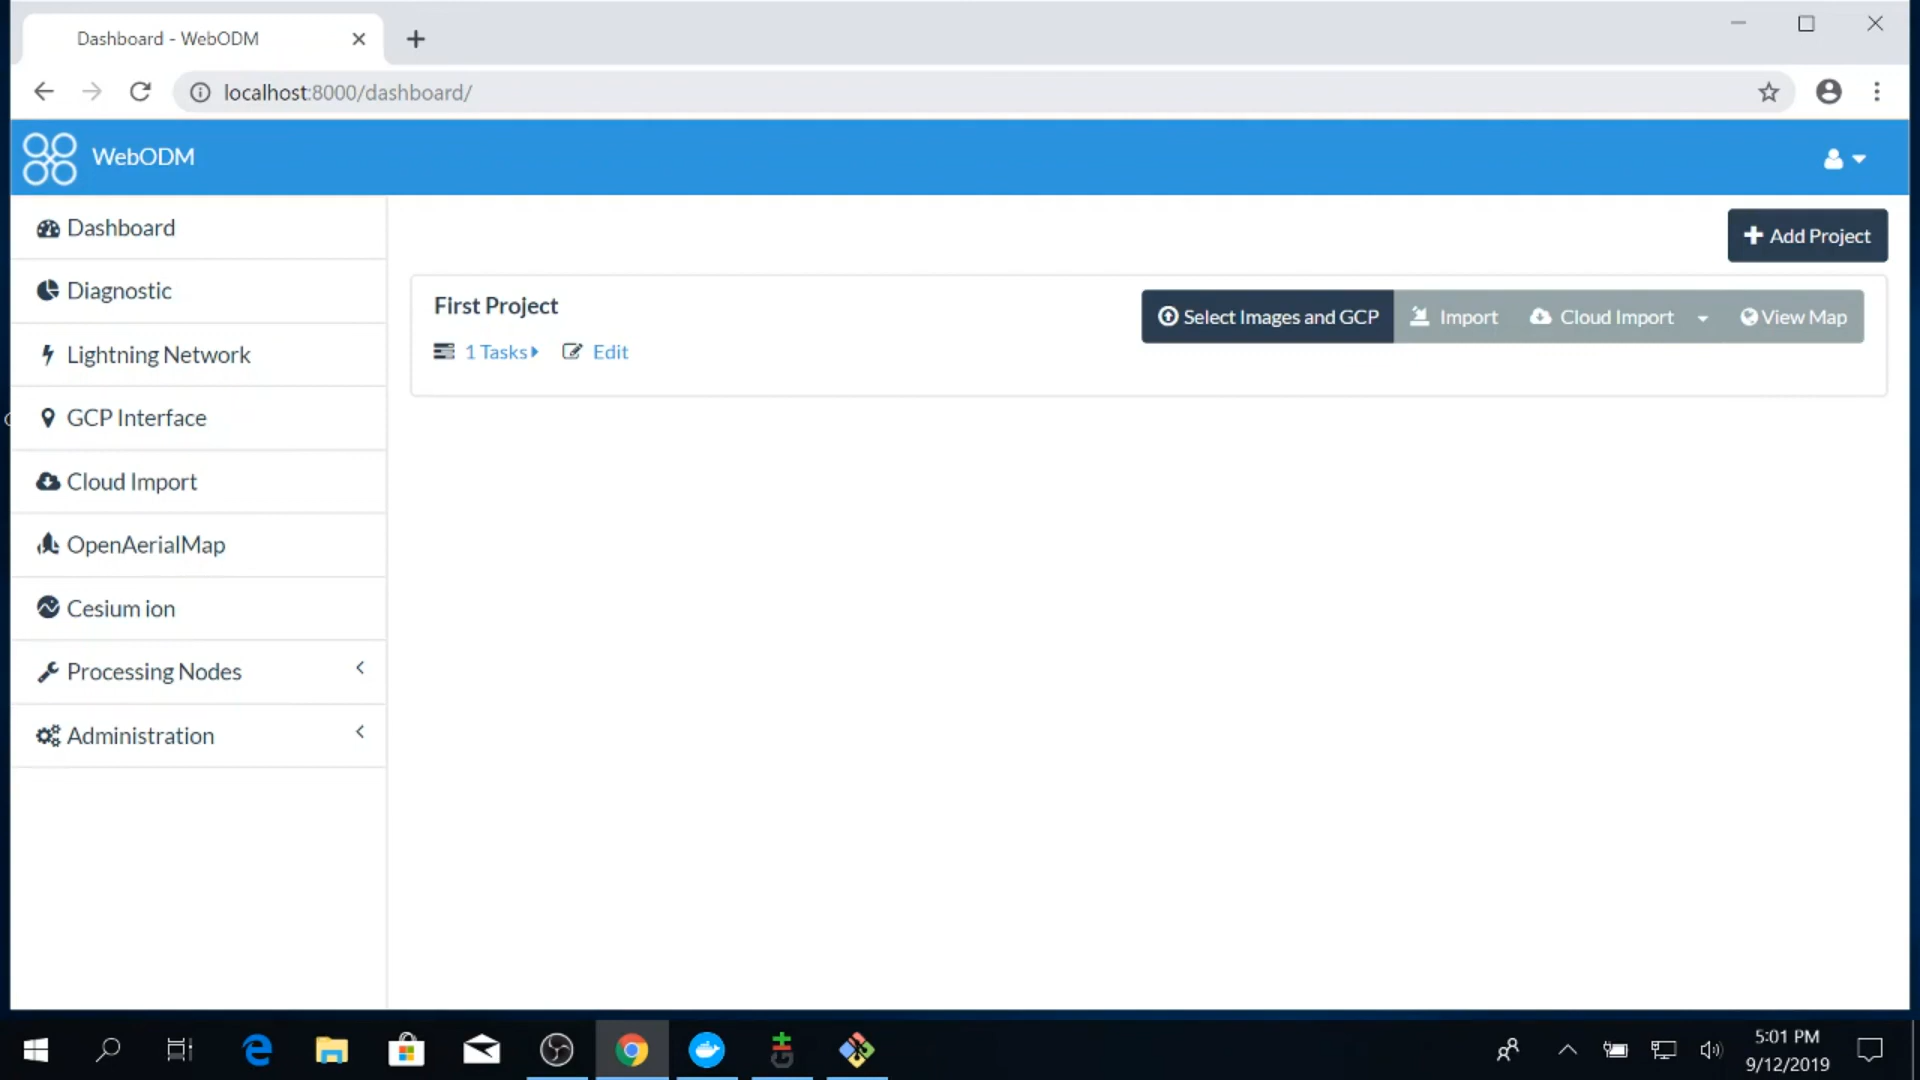 Dashboard - WebODM
localhost:8000/dashboard/
WebODM
Dashboard
Diagnostic
Lightning Network
GCP Interface
Cloud Import
OpenAerialMap
Cesium ion
Processing Nodes
Administration
Add Project
First Project
1 Tasks Edit
Select Images and GCP Import Cloud Import View Map
5:01 PM
9/12/2019